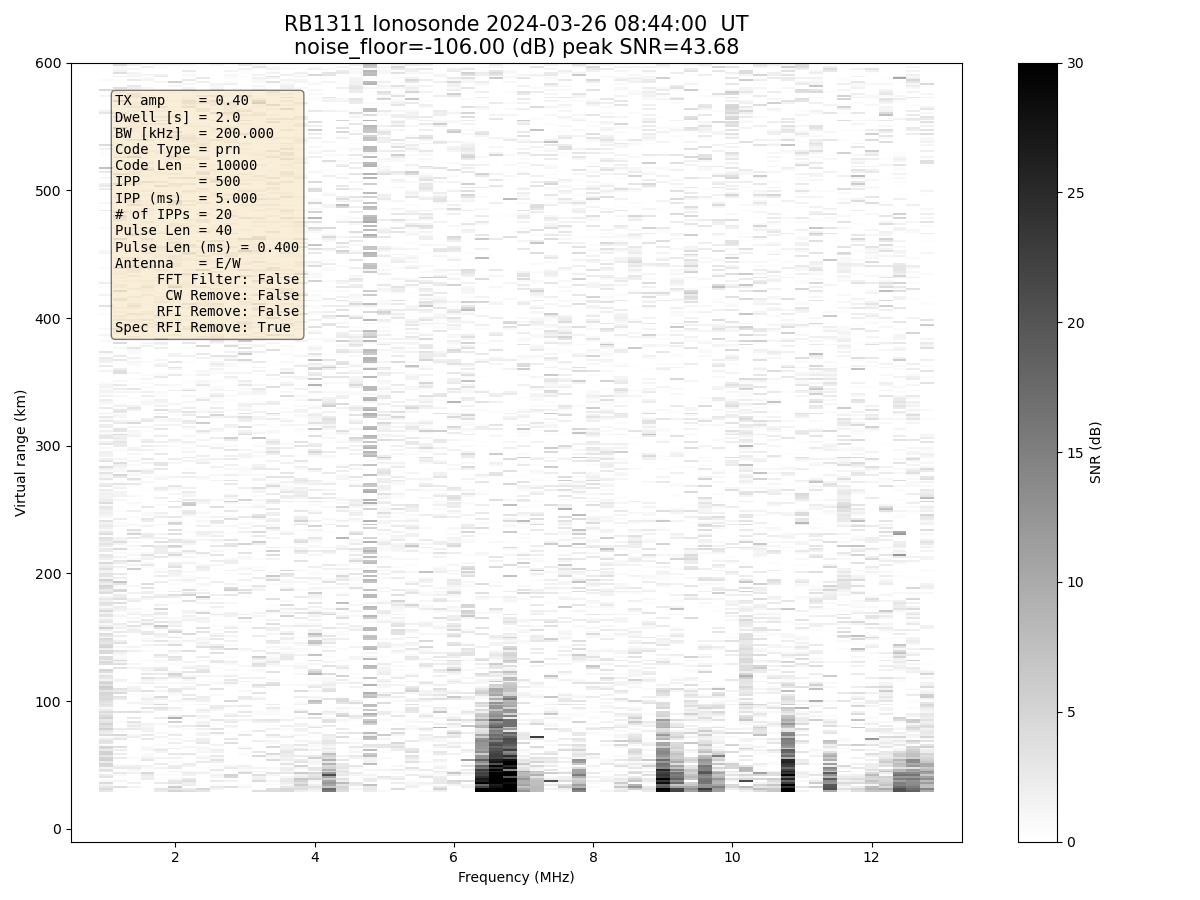 RB1311 Ionosonde 2024-03-26 08:44:00  UT
noise_floor=-106.00 (dB) peak SNR=43.68
TX amp    = 0.40
Dwell [s] = 2.0
BW [kHz]  = 200.000
Code Type = prn
Code Len  = 10000
IPP       = 500
IPP (ms)  = 5.000
# of IPPs = 20
Pulse Len = 40
Pulse Len (ms) = 0.400
Antenna   = E/W
FFT Filter: False
CW Remove: False
RFI Remove: False
Spec RFI Remove: True
600
500
400
300
200
100
0
Virtual range (km)
2
4
6
8
10
12
Frequency (MHz)
30
25
20
15
10
5
0
SNR (dB)